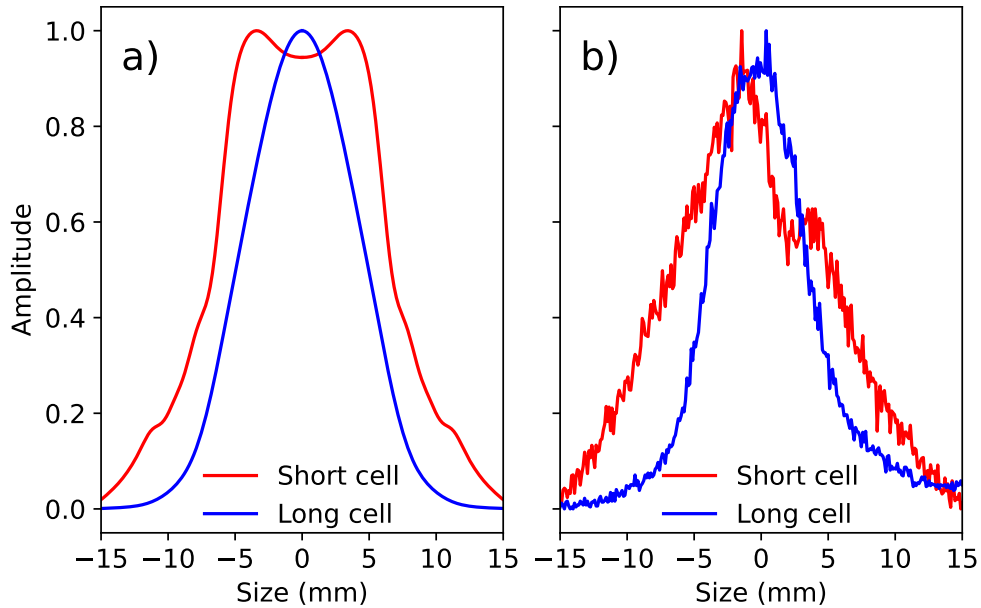 a)
b)
Amplitude
1.0
0.8
0.6
0.4
0.2
0.0
Short cell
Long cell
Short cell
Long cell
−15 −10 −5 0 5 10 15
−15 −10 −5 0 5 10 15
Size (mm)
Size (mm)